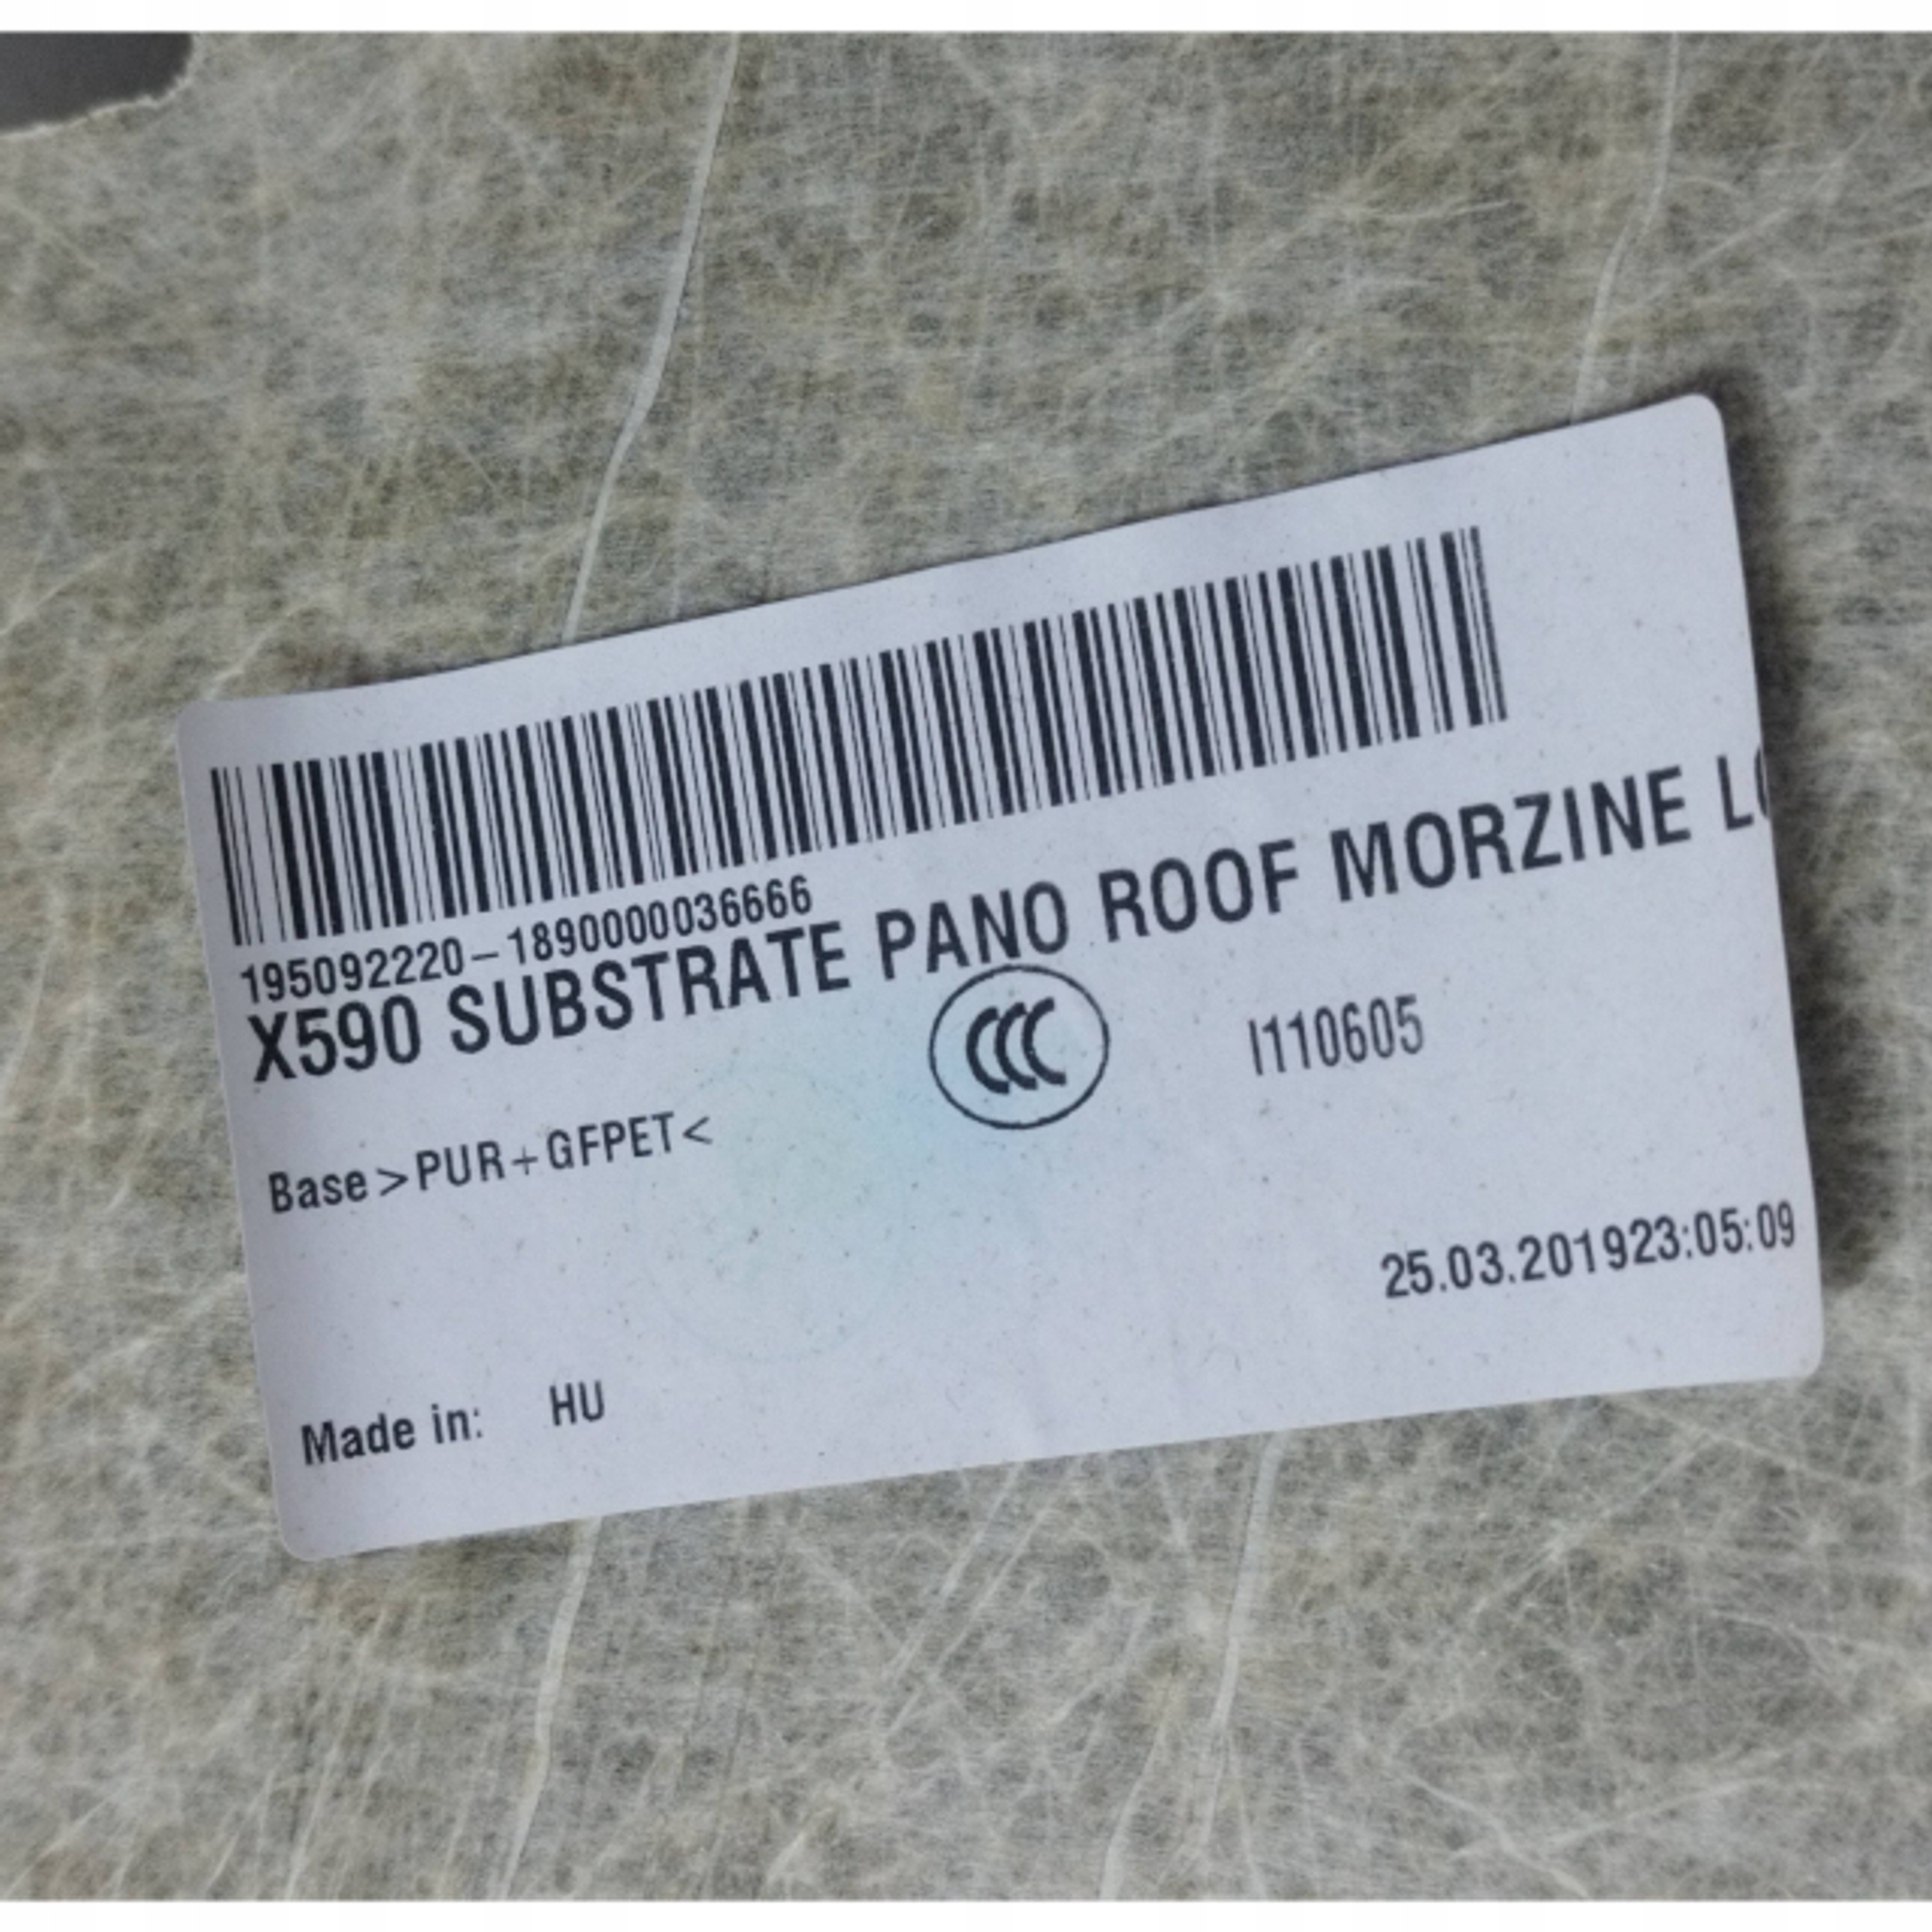 195092220-1890000036666
X590 SUBSTRATE PANO ROOF MORZINE
CCC I110605
Base>PUR+GFPET<
25.03.201923:05:09
Made in: HU